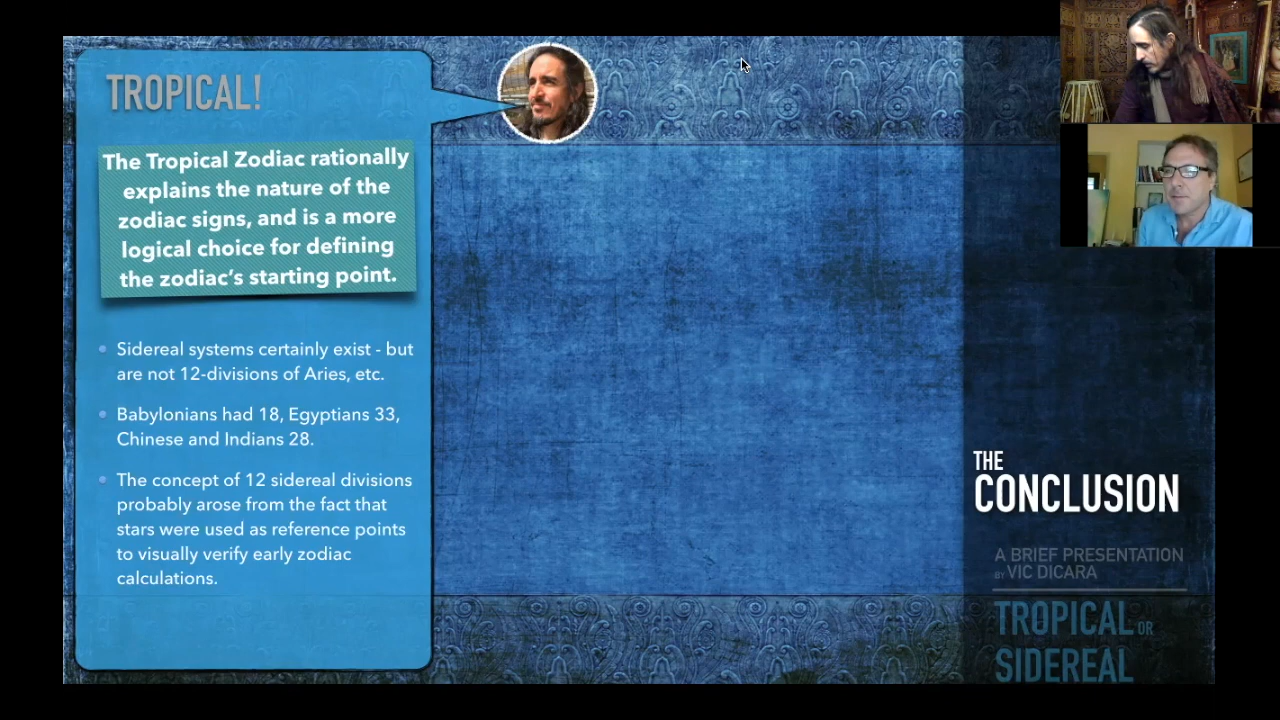 TROPICAL!
The Tropical Zodiac rationally
explains the nature of the
zodiac signs, and is a more
logical choice for defining
the zodiac's starting point.
Sidereal systems certainly exist - but
are not 12-divisions of Aries, etc.
Babylonians had 18, Egyptians 33,
Chinese and Indians 28.
The concept of 12 sidereal divisions
probably arose from the fact that
stars were used as reference points
to visually verify early zodiac
calculations.
THE
CONCLUSION
A BRIEF PRESENTATION
BY VIC DICARA
TROPICAL OR
SIDEREAL